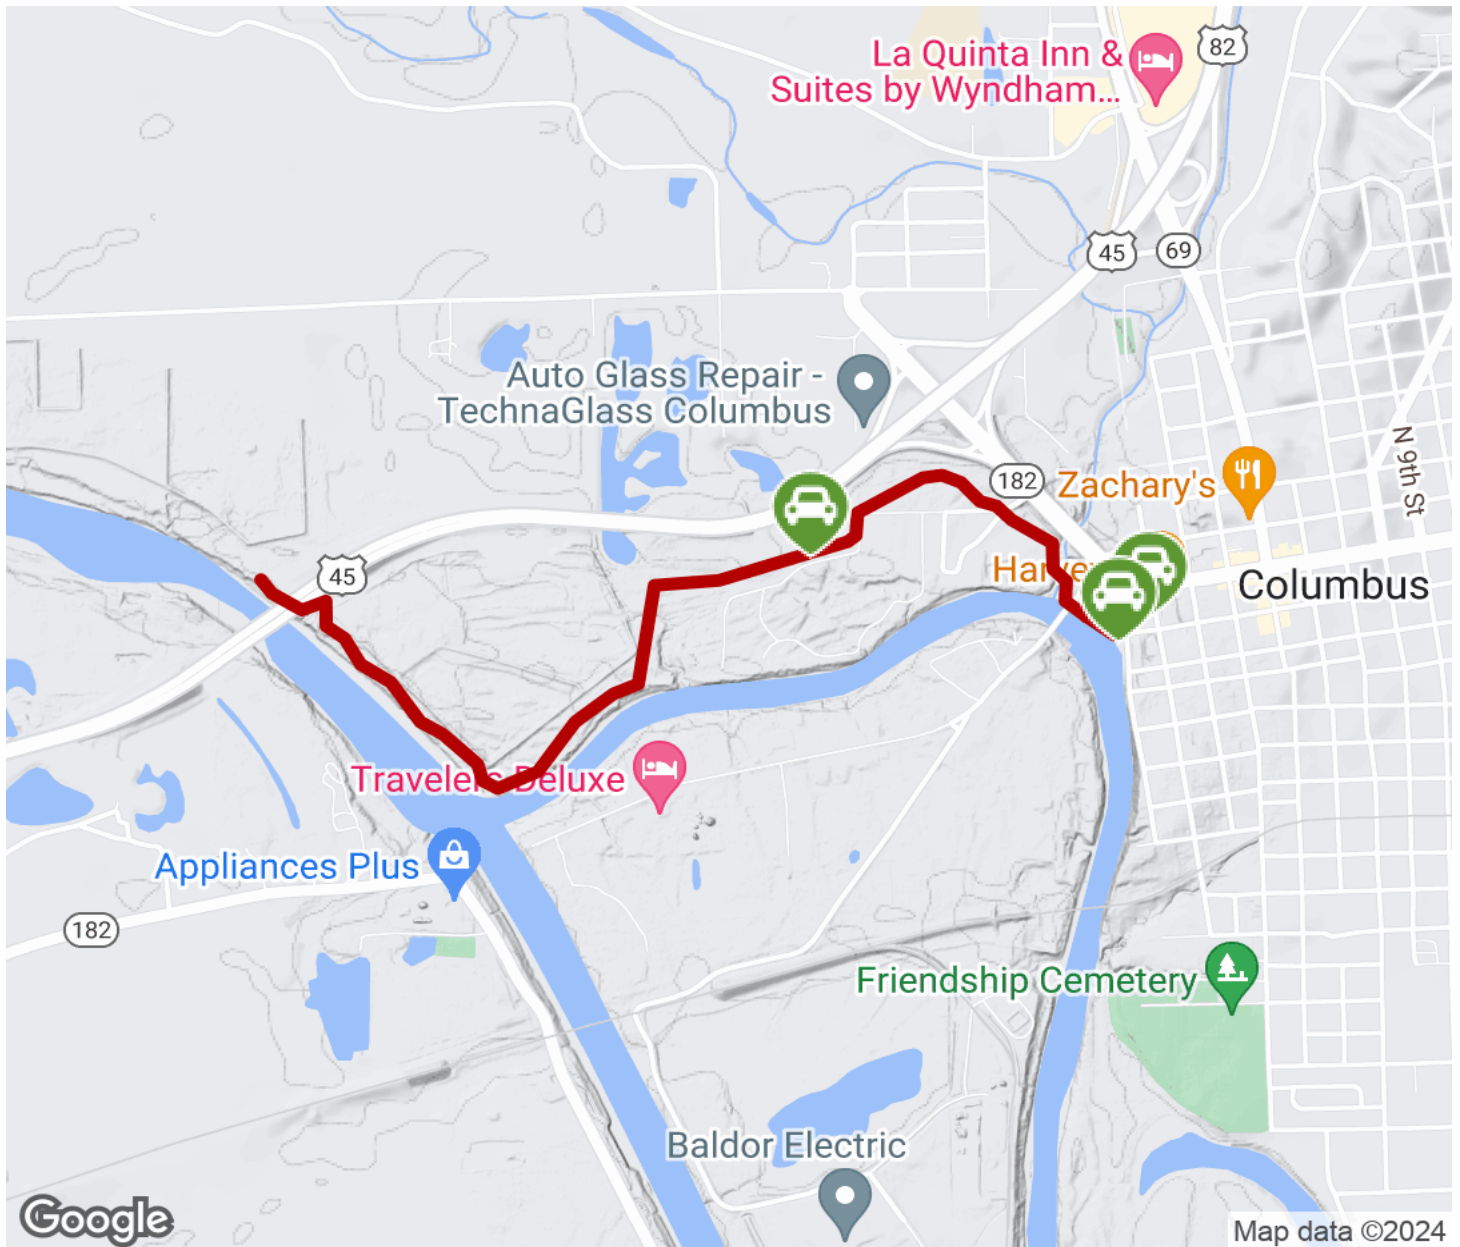 La Quinta Inn &
Suites by Wyndham...
82
45
69
Auto Glass Repair -
TechnaGlass Columbus
N 9th St
182
Zachary's
45
Harve
Columbus
Travelers Deluxe
Appliances Plus
182
Friendship Cemetery
Baldor Electric
Google
Map data ©2024